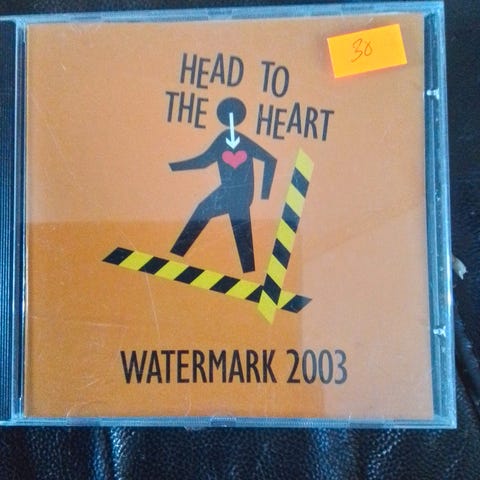 HEAD TO
THE HEART
30
WATERMARK 2003